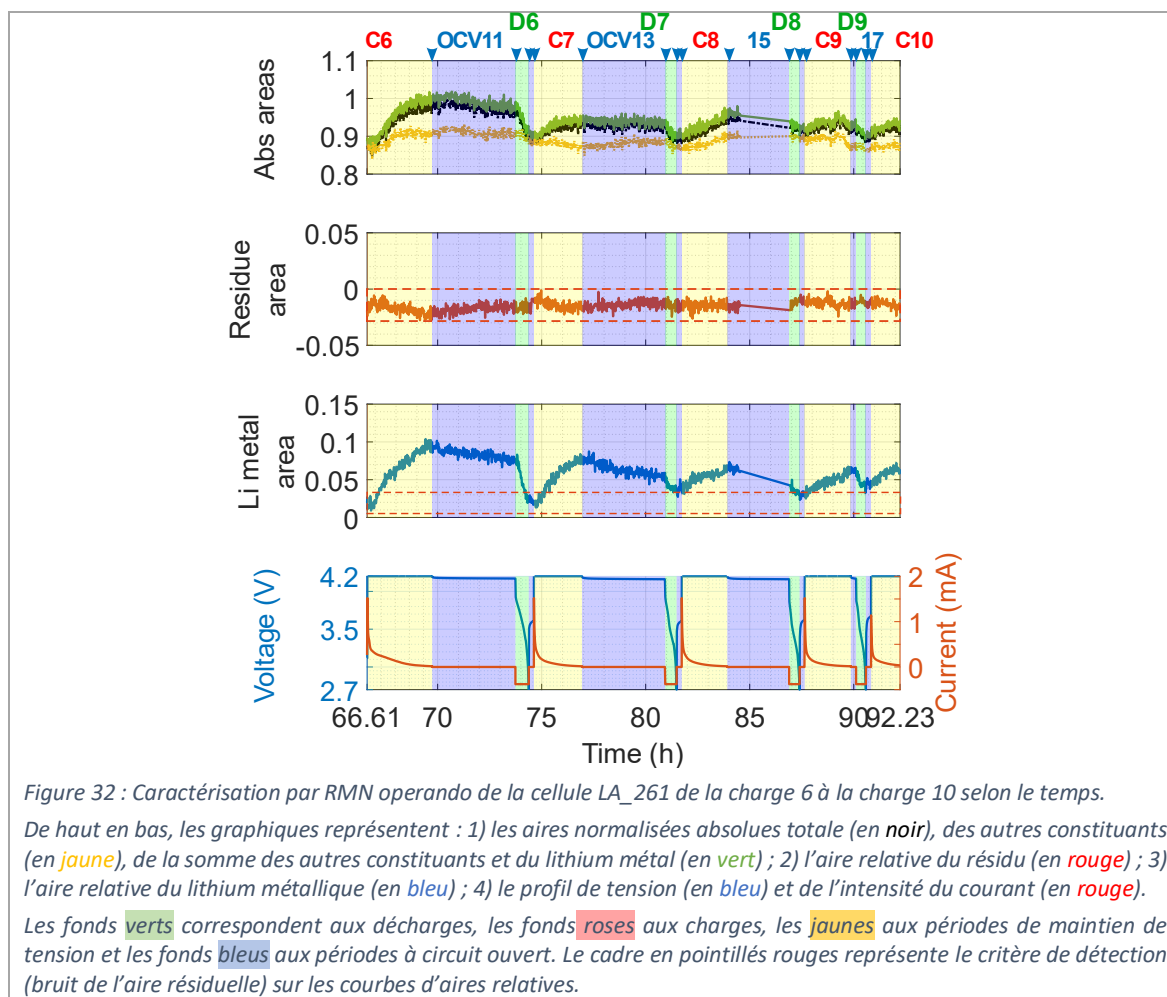 D6 D7 D8 D9
C6 OCV11 C7 OCV13 C8 15 C9 17 C10
1.1
1
0.9
0.8
Abs areas
0.05
0
-0.05
Residue
area
0.15
0.1
0.05
0
Li metal
area
4.2
3.5
2.7
Voltage (V)
2
1
0
Current (mA)
66.61 70 75 80 85 90 92.23
Time (h)
Figure 32 : Caractérisation par RMN operando de la cellule LA_261 de la charge 6 à la charge 10 selon le temps.
De haut en bas, les graphiques représentent : 1) les aires normalisées absolues totale (en noir), des autres constituants
(en jaune), de la somme des autres constituants et du lithium métal (en vert) ; 2) l’aire relative du résidu (en rouge) ; 3)
l’aire relative du lithium métallique (en bleu) ; 4) le profil de tension (en bleu) et de l’intensité du courant (en rouge).
Les fonds verts correspondent aux décharges, les fonds roses aux charges, les jaunes aux périodes de maintien de
tension et les fonds bleus aux périodes à circuit ouvert. Le cadre en pointillés rouges représente le critère de détection
(bruit de l’aire résiduelle) sur les courbes d’aires relatives.